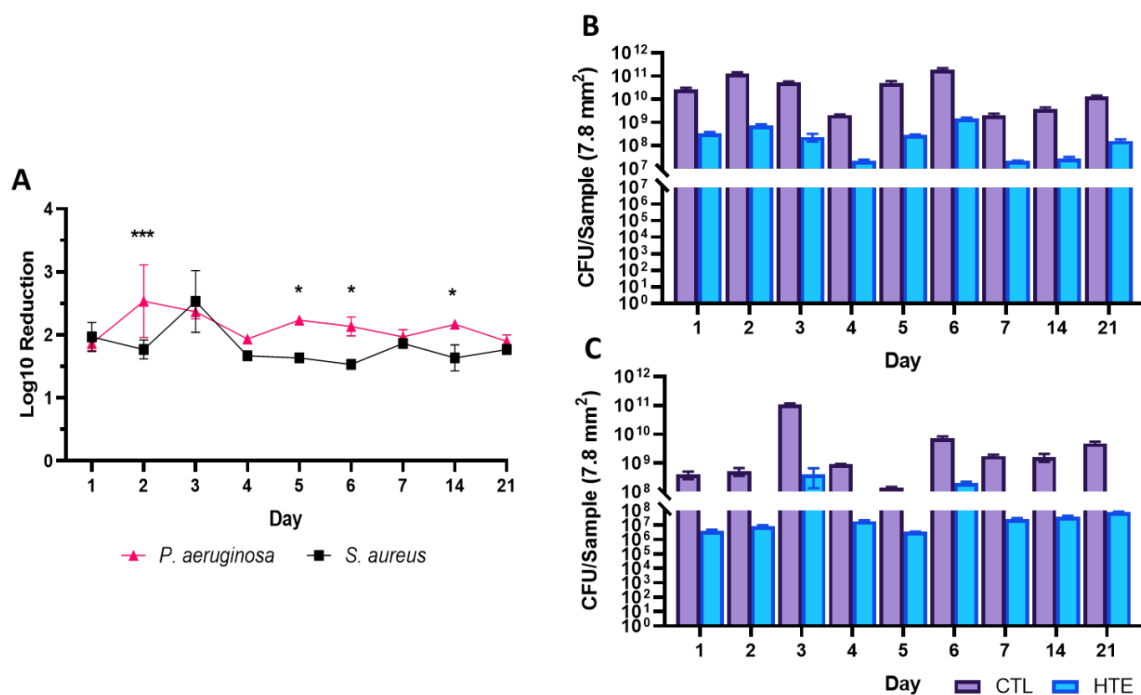 A
Log10 Reduction
4
3
2
1
0
***
*
*
*
1 2 3 4 5 6 7 14 21
Day
P. aeruginosa S. aureus
B
CFU/Sample (7.8 mm²)
10¹²
10¹¹
10¹⁰
10⁹
10⁸
10⁷
10⁷
10⁶
10⁵
10⁴
10³
10²
10¹
10⁰
1 2 3 4 5 6 7 14 21
Day
C
CFU/Sample (7.8 mm²)
10¹²
10¹¹
10¹⁰
10⁹
10⁸
10⁸
10⁷
10⁶
10⁵
10⁴
10³
10²
10¹
10⁰
1 2 3 4 5 6 7 14 21
Day
CTL HTE